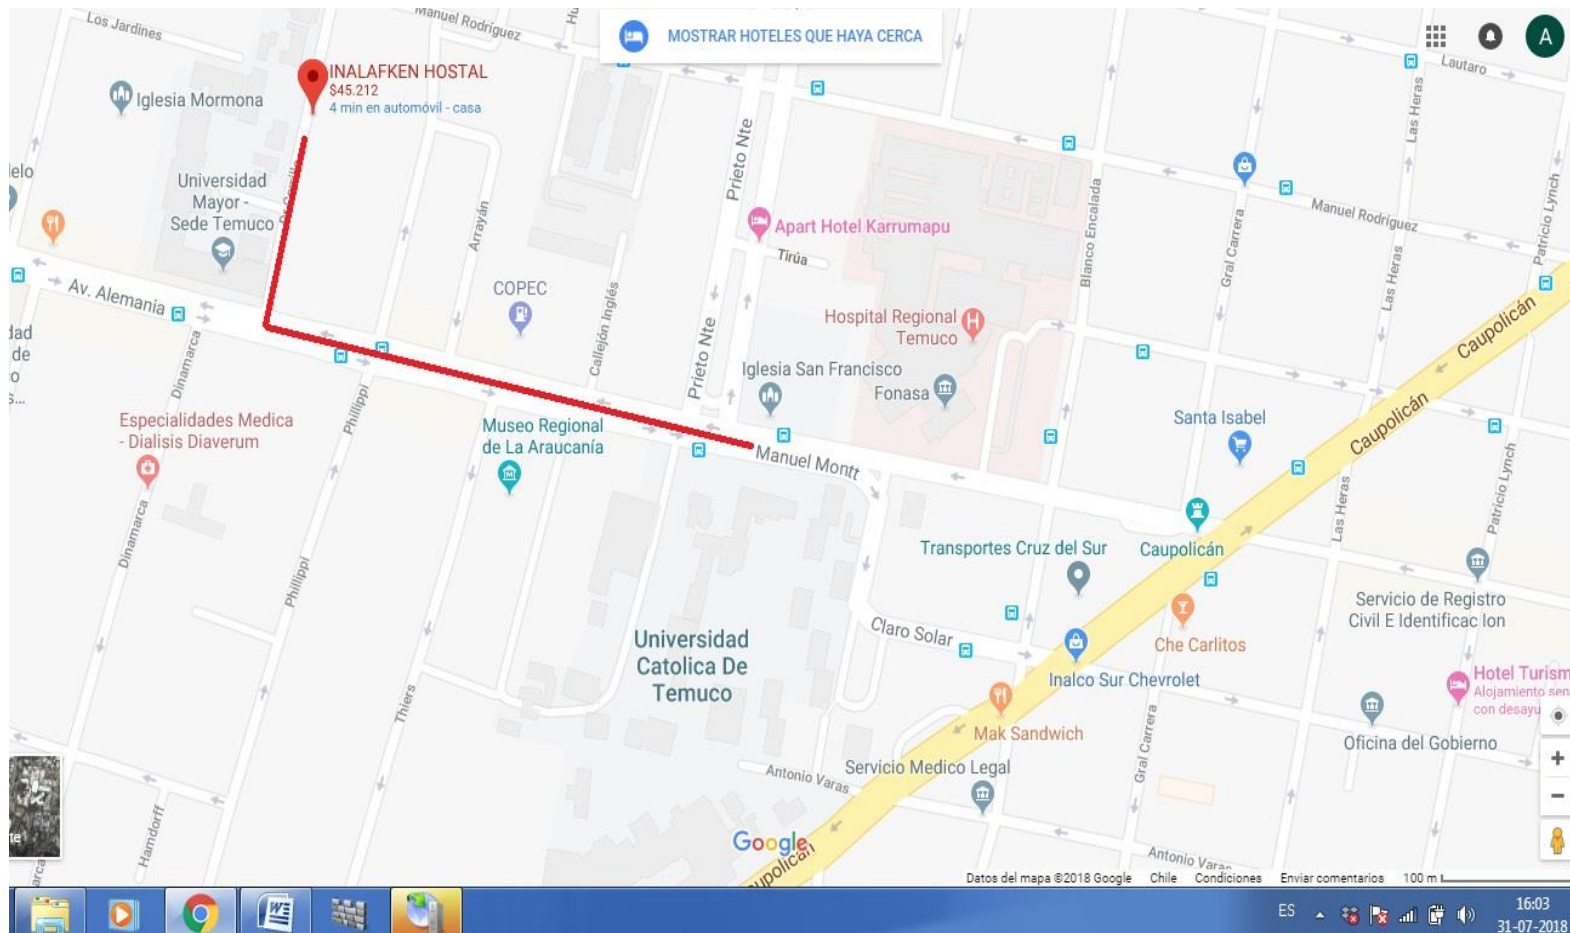 Los Jardines
Manuel Rodríguez
MOSTRAR HOTELES QUE HAYA CERCA
A
Lautaro
INALAFKEN HOSTAL
$45.212
4 min en automóvil - casa
Iglesia Mormona
Prieto Nte
Las Heras
Universidad
Mayor -
Sede Temuco
Arrayán
Apart Hotel Karrumapu
Tirúa
Blanco Encalada
Gral Carrera
Manuel Rodríguez
Patricio Lynch
Las Heras
Av. Alemania
COPEC
Callejón Inglés
Prieto Nte
Hospital Regional
Temuco
H
Caupolicán
Iglesia San Francisco
Fonasa
Dinamarca
Phillippi
Especialidades Medica
- Dialisis Diaverum
Museo Regional
de La Araucanía
Manuel Montt
Santa Isabel
Caupolicán
Patricio Lynch
Las Heras
Dinamarca
Phillippi
Transportes Cruz del Sur
Caupolicán
Servicio de Registro
Civil E Identificac Ion
Claro Solar
Che Carlitos
Universidad
Catolica De
Temuco
Inalco Sur Chevrolet
Hotel Turism
Alojamiento sen
con desayu
Thiers
Mak Sandwich
Gral Carrera
Oficina del Gobierno
Antonio Varas
Servicio Medico Legal
Hamdorff
Google
Antonio Varas
Datos del mapa ©2018 Google Chile Condiciones Enviar comentarios 100 m
ES
16:03
31-07-2018